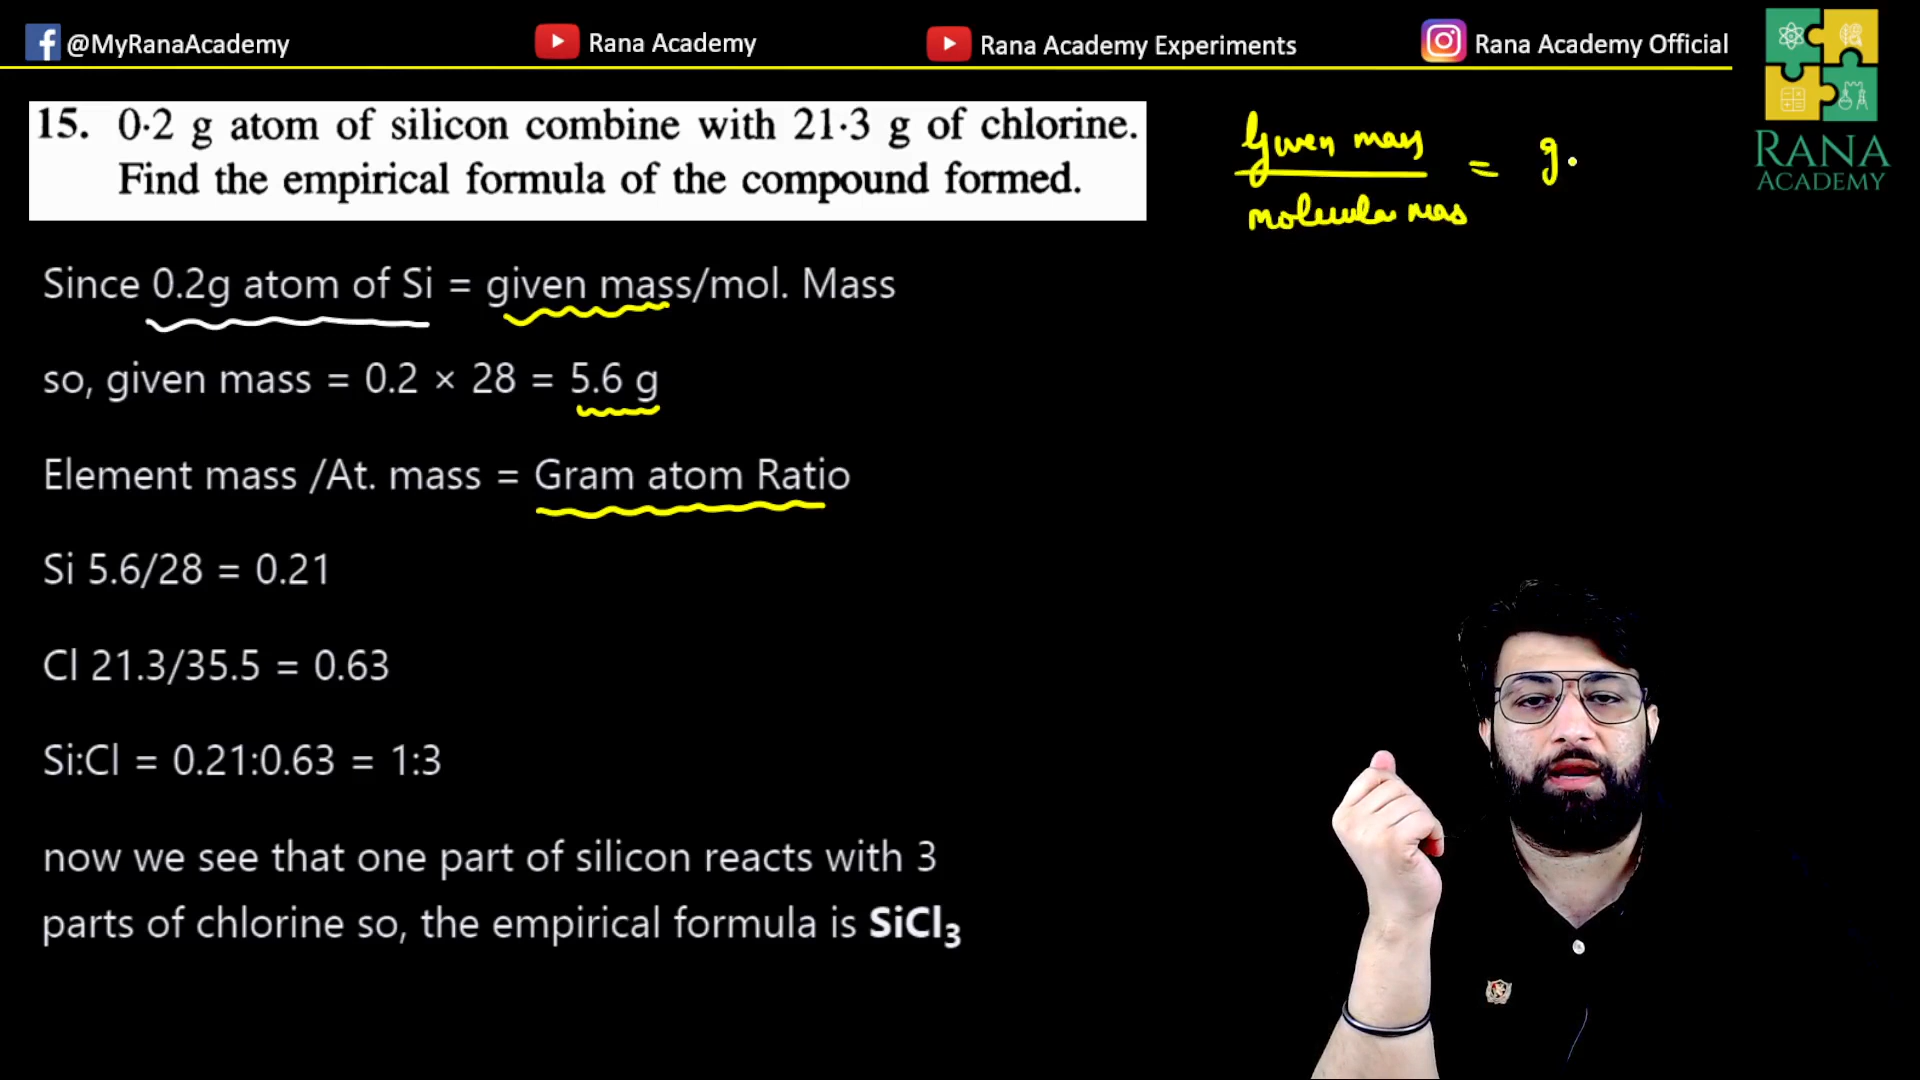 @MyRanaAcademy
Rana Academy
Rana Academy Experiments
Rana Academy Official
RANA
ACADEMY
15. 0·2 g atom of silicon combine with 21·3 g of chlorine.
Find the empirical formula of the compound formed.
Given mass
molecular mas
= g.
Since 0.2g atom of Si = given mass/mol. Mass
so, given mass = 0.2 × 28 = 5.6 g
Element mass /At. mass = Gram atom Ratio
Si 5.6/28 = 0.21
Cl 21.3/35.5 = 0.63
Si:Cl = 0.21:0.63 = 1:3
now we see that one part of silicon reacts with 3
parts of chlorine so, the empirical formula is SiCl₃